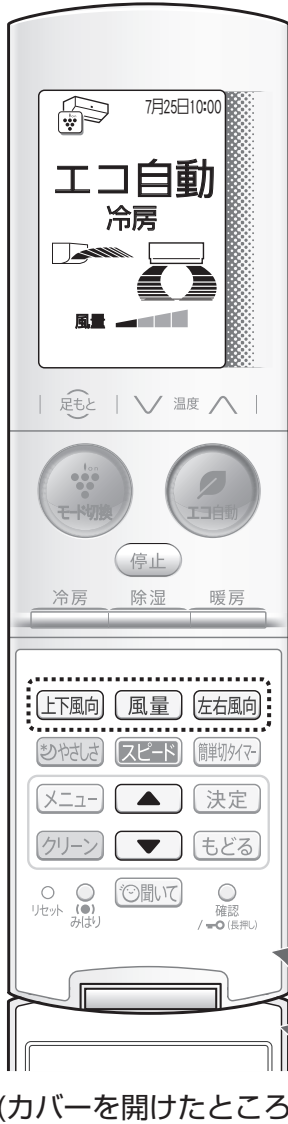 7月25日10:00
エコ自動
冷房
風量
足もと 温度
モード切換 エコ自動
停止
冷房 除湿 暖房
上下風向 風量 左右風向
やさしさ スピード 簡単切タイマー
メニュー ▲ 決定
クリーン ▼ もどる
リセット みはり 聞いて 確認
/ (長押し)
(カバーを開けたところ